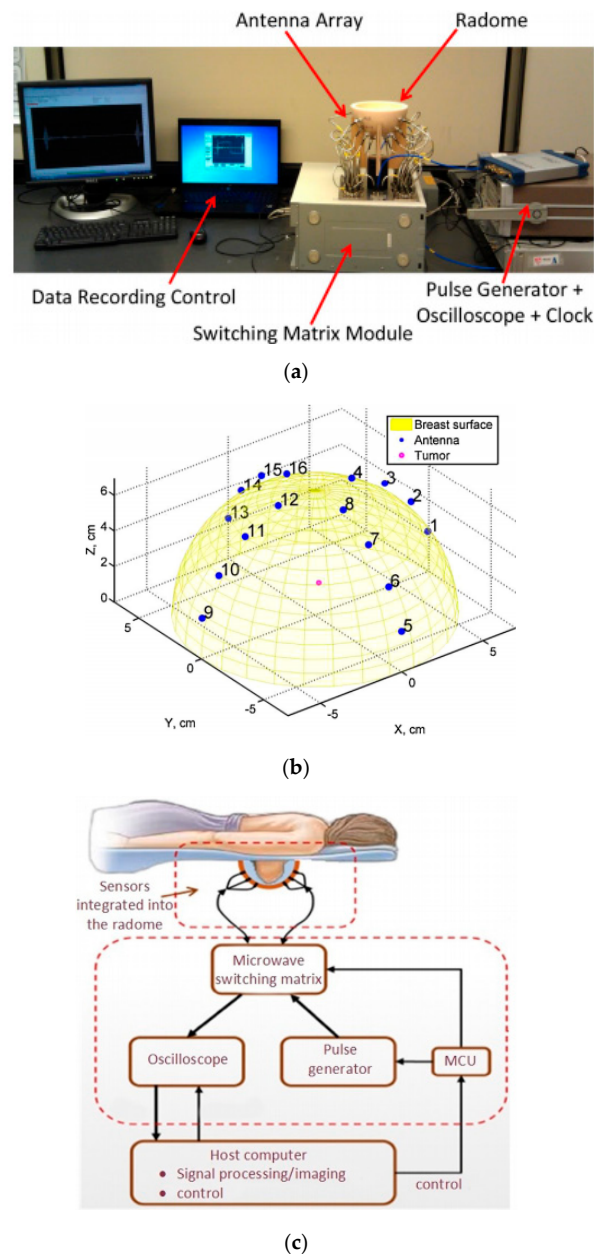 Antenna Array
Radome
Data Recording Control
Switching Matrix Module
Pulse Generator +
Oscilloscope + Clock
(a)
Breast surface
Antenna
Tumor
15 16 4 3
14 12 8 2
13 11 7 1
10 6
9 5
Z, cm
6
4
2
0
5
0
-5
Y, cm
-5
0
5
X, cm
(b)
Sensors
integrated into
the radome
Microwave
switching matrix
Oscilloscope
Pulse
generator
MCU
Host computer
• Signal processing/imaging
• control
control
(c)